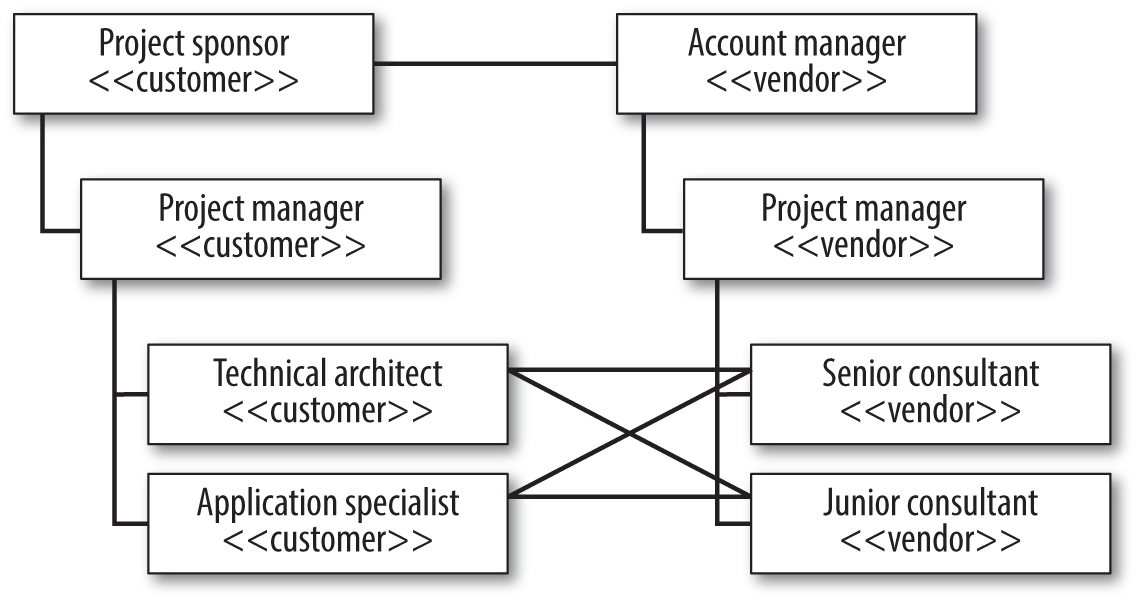 Project sponsor
<<customer>>
Account manager
<<vendor>>
Project manager
<<customer>>
Project manager
<<vendor>>
Technical architect
<<customer>>
Senior consultant
<<vendor>>
Application specialist
<<customer>>
Junior consultant
<<vendor>>